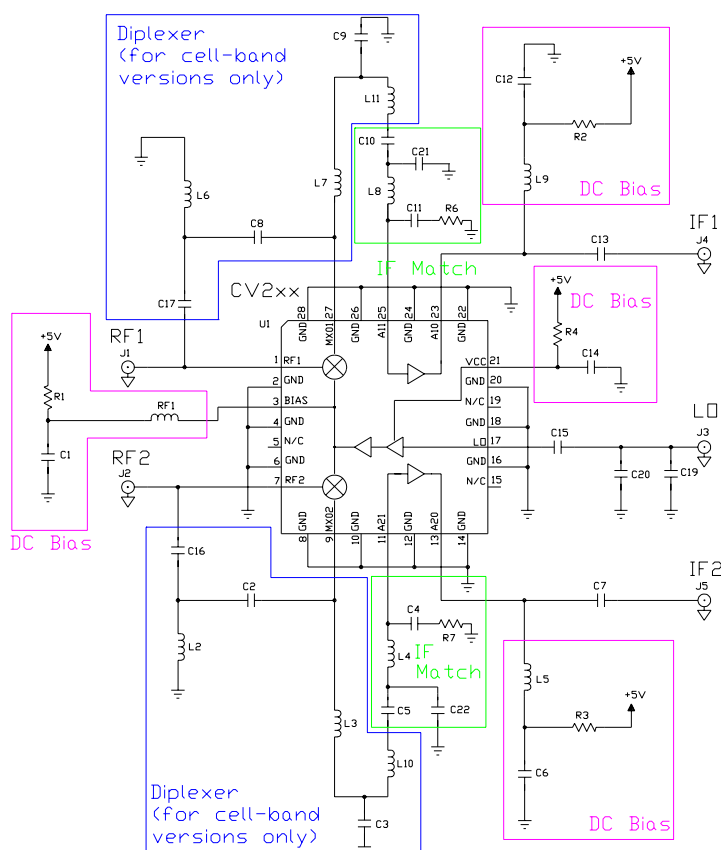 C9
Diplexer
(for cell-band
versions only)
L11
C10
C21
L8
C11
R6
IF Match
L7
L6
C8
C17
+5V
C12
R2
L9
DC Bias
IF1
C13
J4
CV2xx
U1
GND 28
MX01 27
GND 26
A11 25
GND 24
A10 23
GND 22
DC Bias
+5V
R4
C14
RF1
J1
1 RF1
2 GND
3 BIAS
4 GND
5 N/C
6 GND
7 RF2
VCC 21
GND 20
N/C 19
GND 18
LO 17
GND 16
N/C 15
+5V
R1
RF1
C1
DC Bias
RF2
J2
LO
J3
C15
C20
C19
8 GND
9 MX02
10 GND
11 A21
12 GND
13 A20
14 GND
C16
C2
L2
C4
R7
L4
IF
Match
C5
C22
L3
L10
C3
Diplexer
(for cell-band
versions only)
IF2
C7
J5
L5
+5V
R3
C6
DC Bias